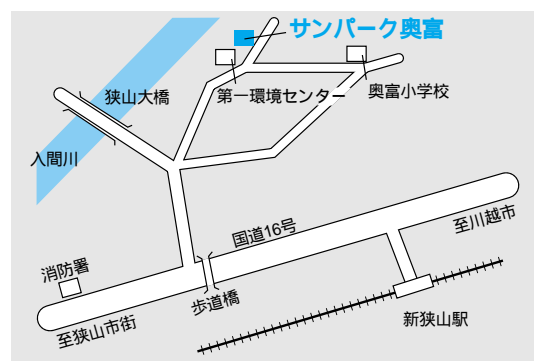 サンパーク奥富
狭山大橋
第一環境センター
奥富小学校
入間川
国道16号
至川越市
消防署
歩道橋
至狭山市街
新狭山駅